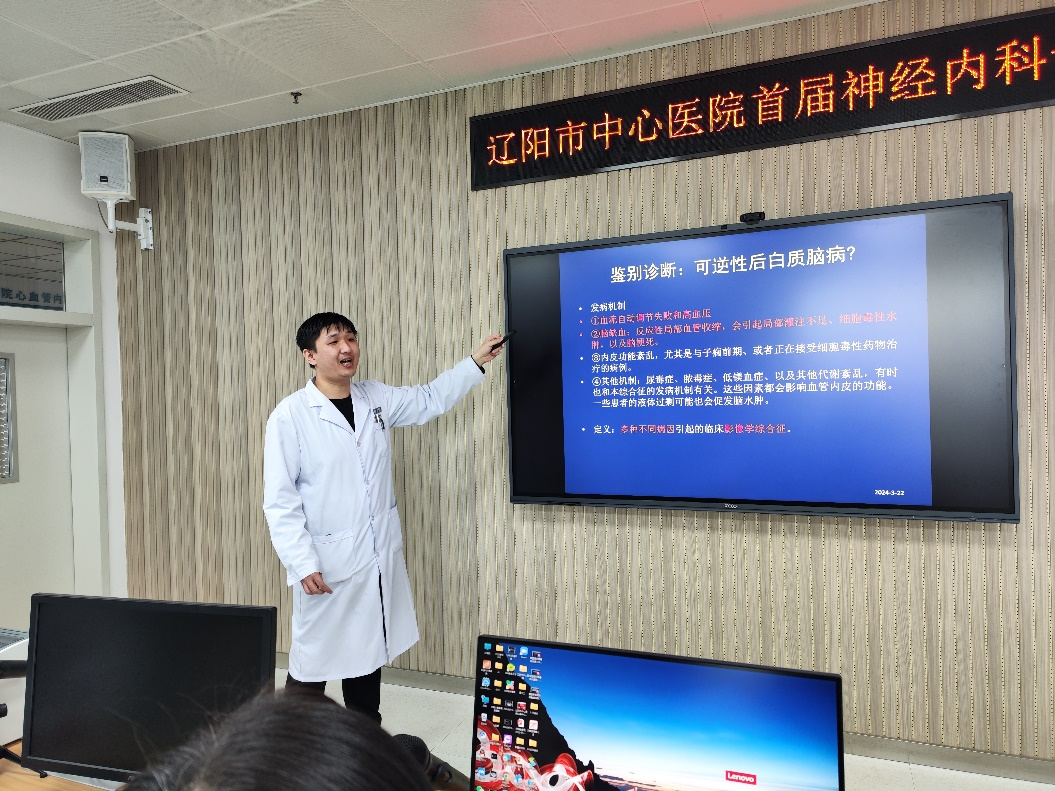 辽阳市中心医院首届神经内科
院心血管内
鉴别诊断：可逆性后白质脑病?
• 发病机制
• ①血流自动调节失败和高血压
• ②脑缺血：反应性局部血管收缩，会引起局部灌注不足、细胞毒性水
肿，以及脑梗死。
• ③内皮功能紊乱，尤其是与子痫前期、或者正在接受细胞毒性药物治
疗的病例。
• ④其他机制：尿毒症、脓毒症、低镁血症、以及其他代谢紊乱，有时
也和本综合征的发病机制有关。这些因素都会影响血管内皮的功能。
一些患者的液体过剩可能也会促发脑水肿。
• 定义：多种不同病因引起的临床影像学综合征。
2024-3-22
Lenovo